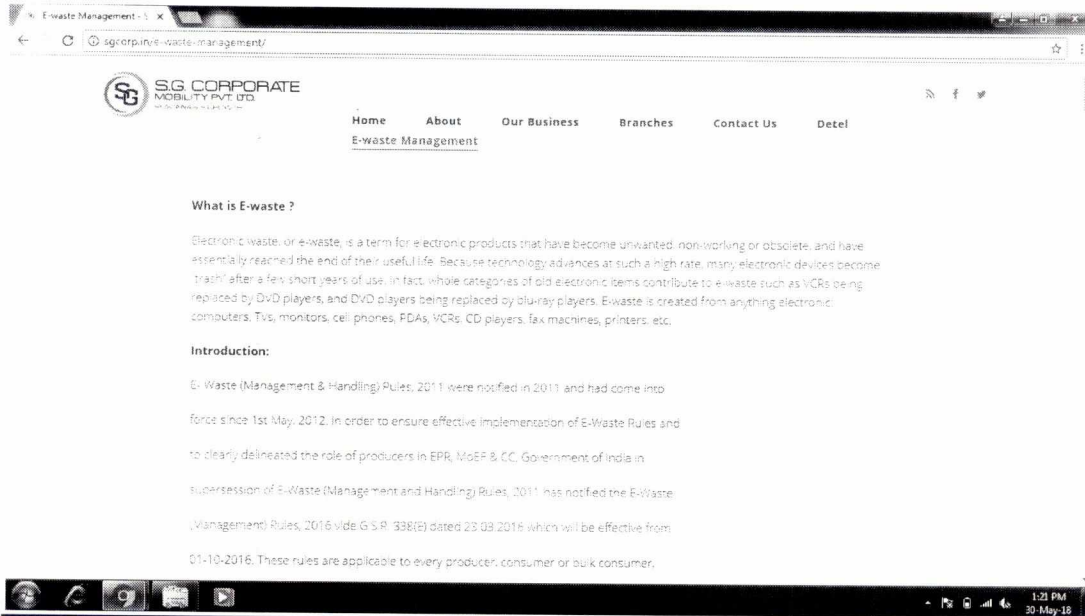 E-waste Management - S
sgcorp.in/e-waste-management/
SG
S.G. CORPORATE
MOBILITY PVT. LTD.
Home About Our Business Branches Contact Us Detel
E-waste Management
What is E-waste ?
Electronic waste, or e-waste, is a term for electronic products that have become unwanted, non-working or obsolete, and have
essentially reached the end of their useful life. Because technology advances at such a high rate, many electronic devices become
"trash" after a few short years of use. In fact, whole categories of old electronic items contribute to e-waste such as VCRs being
replaced by DVD players, and DVD players being replaced by blu-ray players. E-waste is created from anything electronic:
computers, TVs, monitors, cell phones, PDAs, VCRs, CD players, fax machines, printers, etc.
Introduction:
E- Waste (Management & Handling) Rules, 2011 were notified in 2011 and had come into
force since 1st May, 2012. In order to ensure effective implementation of E-Waste Rules and
to clearly delineated the role of producers in EPR, MoEF & CC, Government of India in
supersession of E-Waste (Management and Handling) Rules, 2011 has notified the E-Waste
(Management) Rules, 2016 vide G.S.R. 338(E) dated 23.03.2016 which will be effective from
01-10-2016. These rules are applicable to every producer, consumer or bulk consumer,
1:21 PM
30-May-18